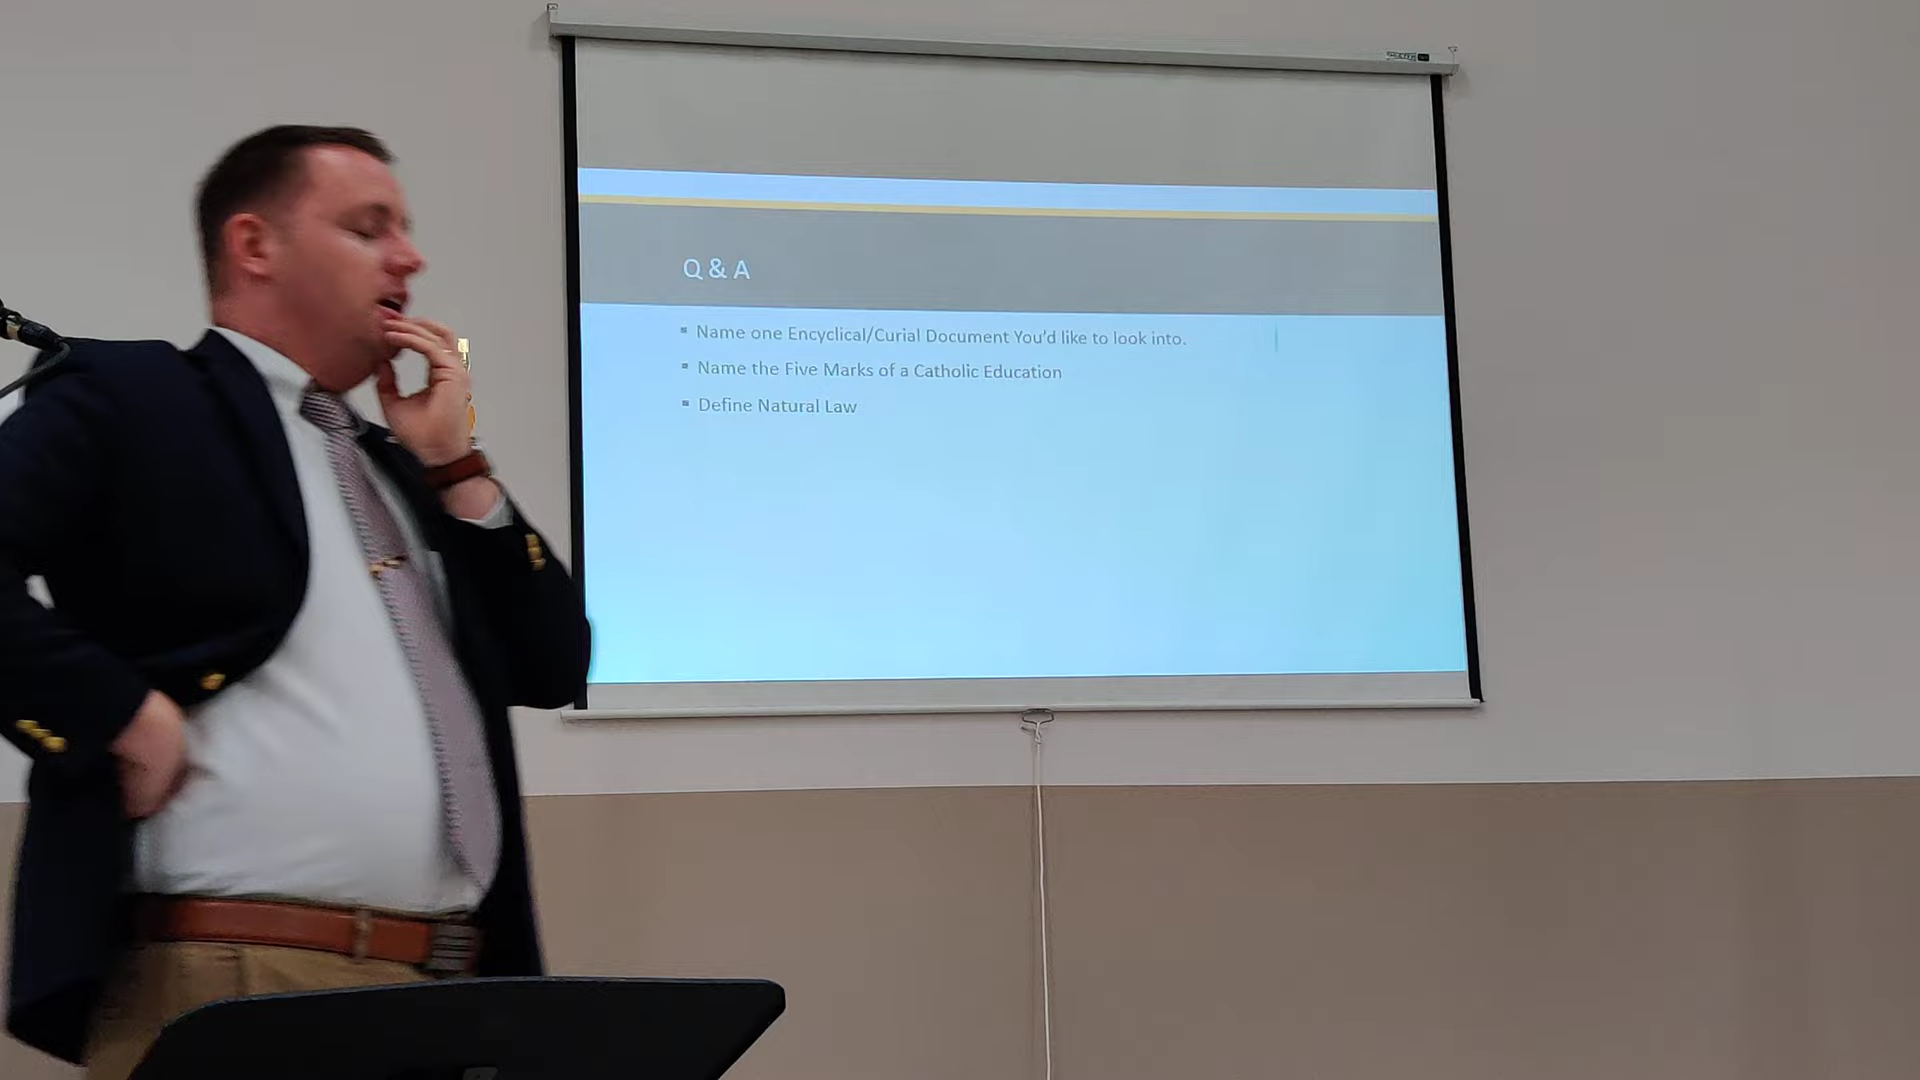 Q & A
▪ Name one Encyclical/Curial Document You'd like to look into.
▪ Name the Five Marks of a Catholic Education
▪ Define Natural Law